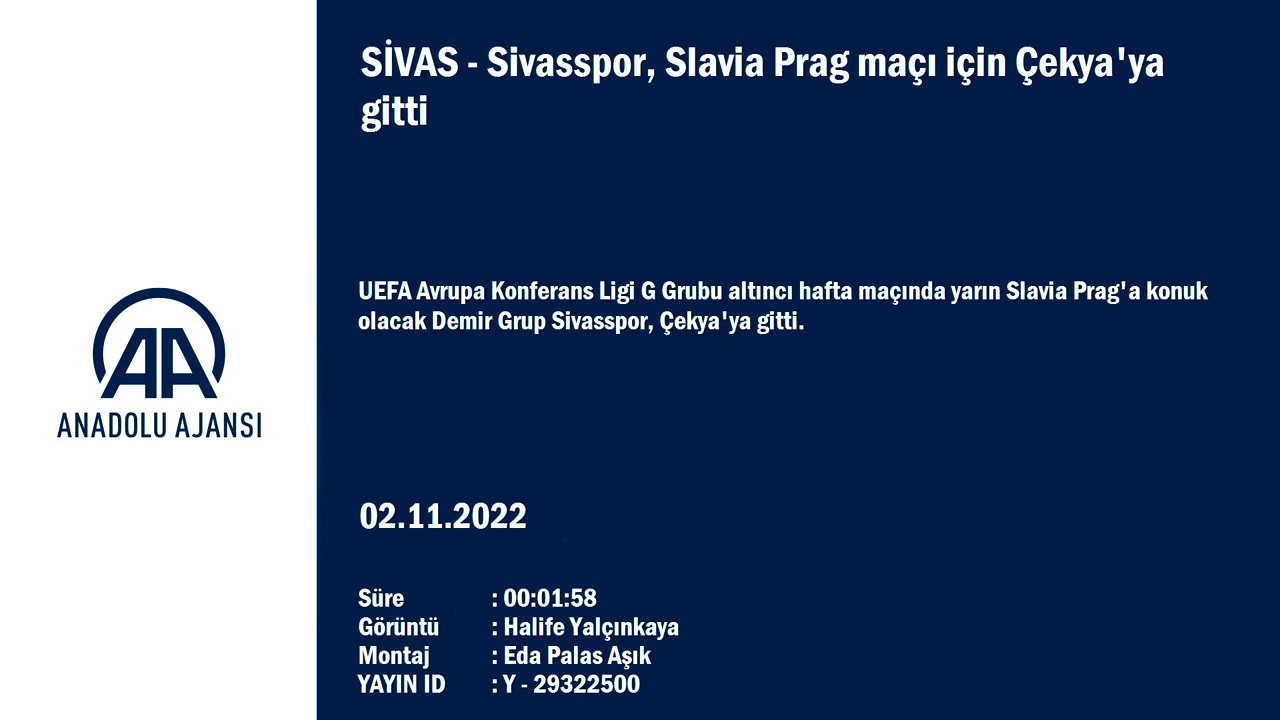 SİVAS - Sivasspor, Slavia Prag maçı için Çekya'ya
gitti
UEFA Avrupa Konferans Ligi G Grubu altıncı hafta maçında yarın Slavia Prag'a konuk
olacak Demir Grup Sivasspor, Çekya'ya gitti.
AA
ANADOLU AJANSI
02.11.2022
Süre : 00:01:58
Görüntü : Halife Yalçınkaya
Montaj : Eda Palas Aşık
YAYIN ID : Y - 29322500